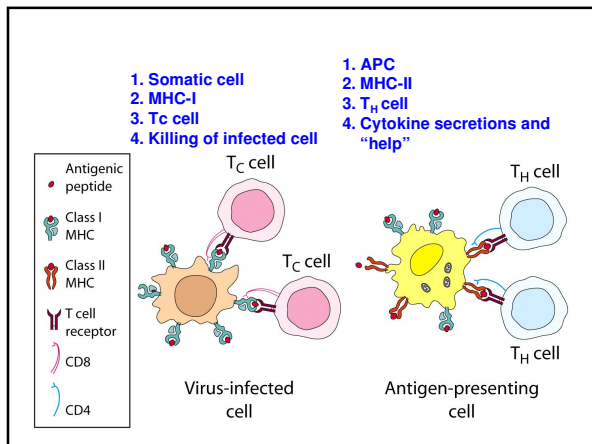 1. Somatic cell
2. MHC-I
3. Tc cell
4. Killing of infected cell
1. APC
2. MHC-II
3. TH cell
4. Cytokine secretions and
“help”
Antigenic
peptide
Class I
MHC
Class II
MHC
T cell
receptor
CD8
CD4
TC cell
TC cell
Virus-infected
cell
TH cell
TH cell
Antigen-presenting
cell